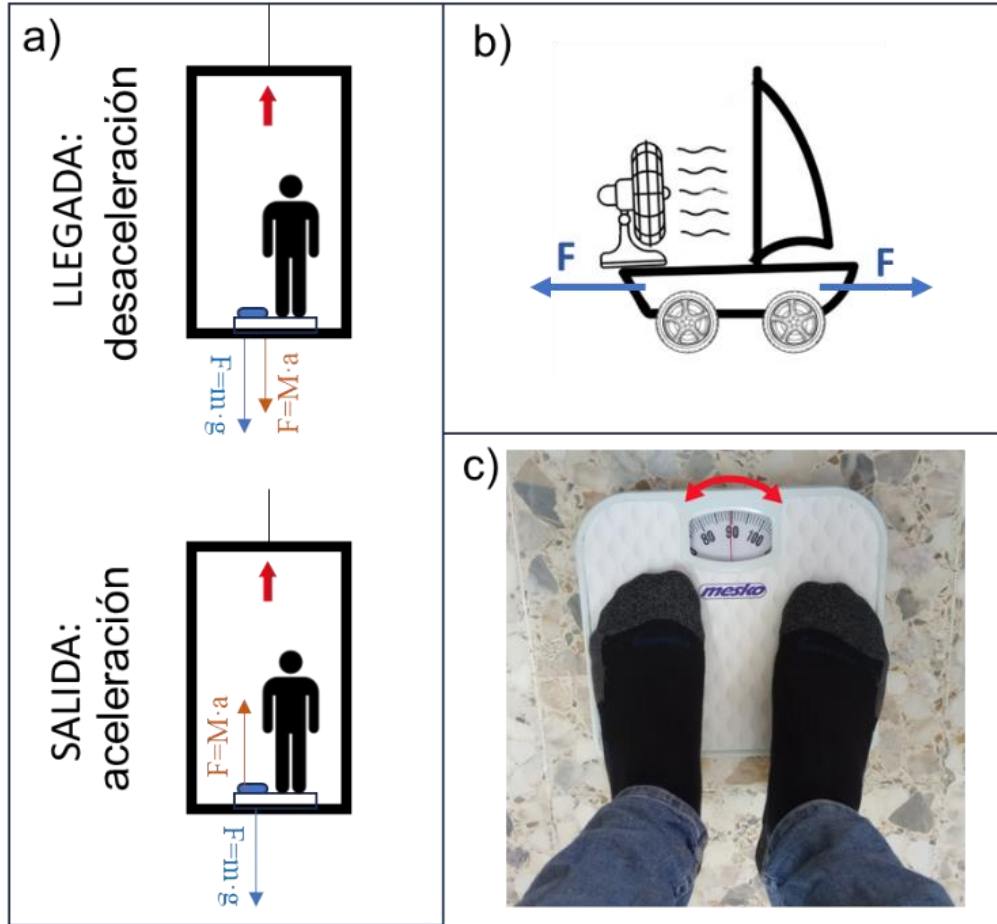 a)
LLEGADA:
desaceleración
F=m·g
F=M·a
SALIDA:
aceleración
F=M·a
F=m·g
b)
F
F
c)
80 90 100
mesko